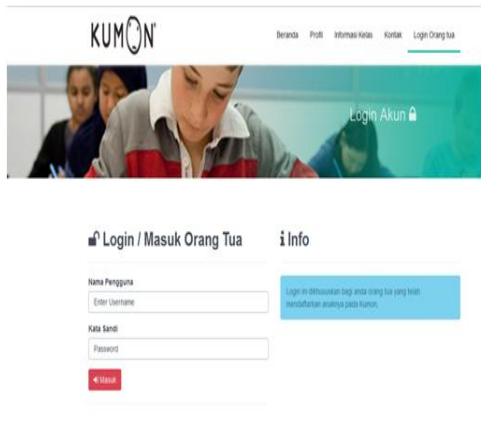 KUMON
Beranda Profil Informasi Kelas Kontak Login Orang tua
Login Akun
Login / Masuk Orang Tua
Nama Pengguna
Enter Username
Kata Sandi
Password
Masuk
Info
Login ini dikhususkan bagi anda orang tua yang telah
mendaftarkan anaknya pada Kumon.